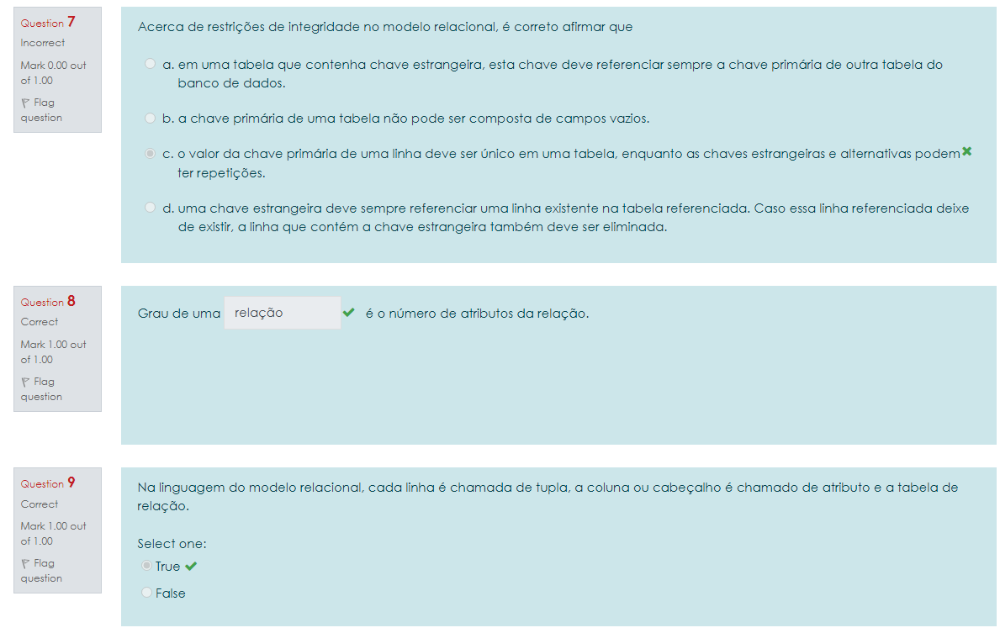 Question 7
Incorrect
Mark 0.00 out
of 1.00
Flag
question
Acerca de restrições de integridade no modelo relacional, é correto afirmar que
a. em uma tabela que contenha chave estrangeira, esta chave deve referenciar sempre a chave primária de outra tabela do
banco de dados.
b. a chave primária de uma tabela não pode ser composta de campos vazios.
c. o valor da chave primária de uma linha deve ser único em uma tabela, enquanto as chaves estrangeiras e alternativas podem
ter repetições.
d. uma chave estrangeira deve sempre referenciar uma linha existente na tabela referenciada. Caso essa linha referenciada deixe
de existir, a linha que contém a chave estrangeira também deve ser eliminada.
Question 8
Correct
Mark 1.00 out
of 1.00
Flag
question
Grau de uma relação é o número de atributos da relação.
Question 9
Correct
Mark 1.00 out
of 1.00
Flag
question
Na linguagem do modelo relacional, cada linha é chamada de tupla, a coluna ou cabeçalho é chamado de atributo e a tabela de
relação.
Select one:
True
False